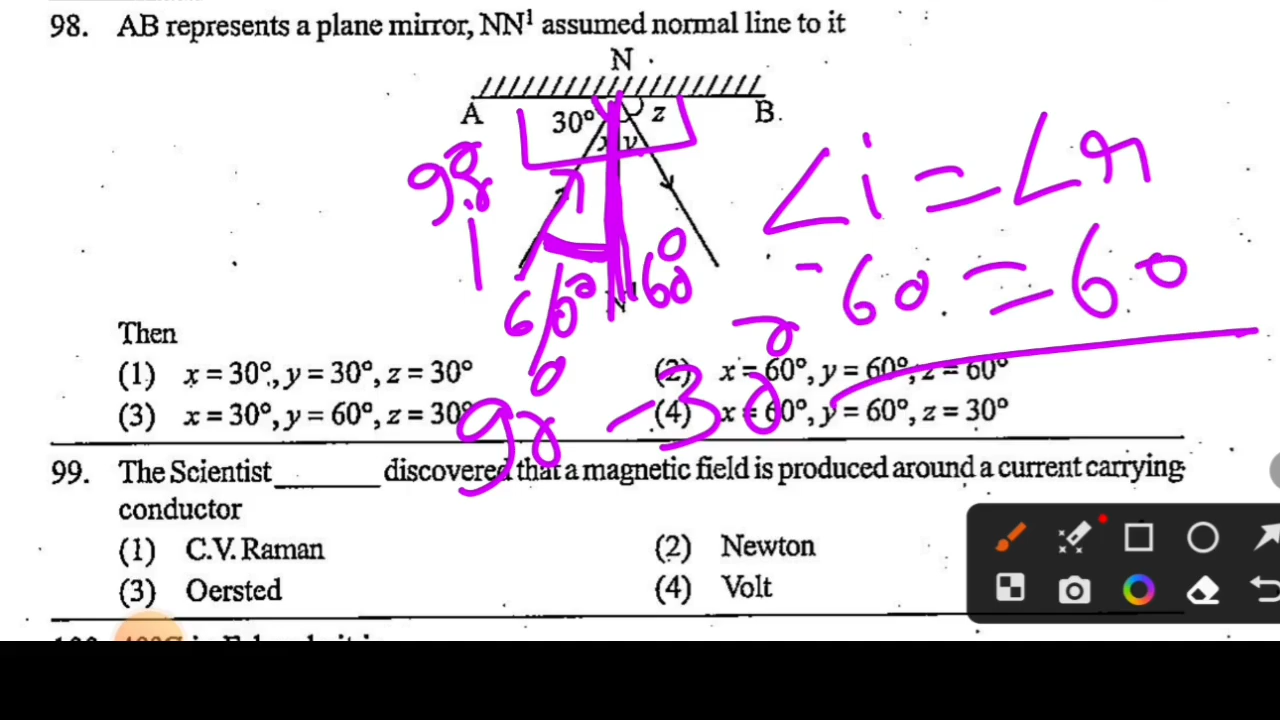 98. AB represents a plane mirror, NN¹ assumed normal line to it
N
A 30° z B.
x y
90°
i
60° 60°
∠i = ∠r
60 = 60
Then
(1) x = 30°, y = 30°, z = 30°
(2) x = 60°, y = 60°, z = 60°
(3) x = 30°, y = 60°, z = 30°
(4) x = 60°, y = 60°, z = 30°
90 - 30
99. The Scientist ______ discovered that a magnetic field is produced around a current carrying
conductor
(1) C.V. Raman
(2) Newton
(3) Oersted
(4) Volt